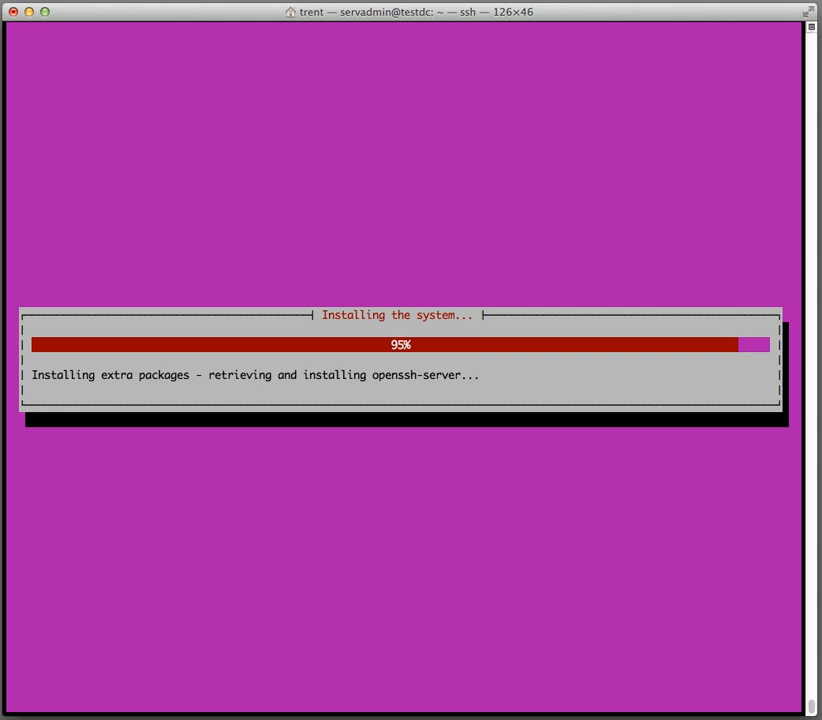 trent — servadmin@testdc: ~ — ssh — 126×46
Installing the system...
95%
Installing extra packages - retrieving and installing openssh-server...